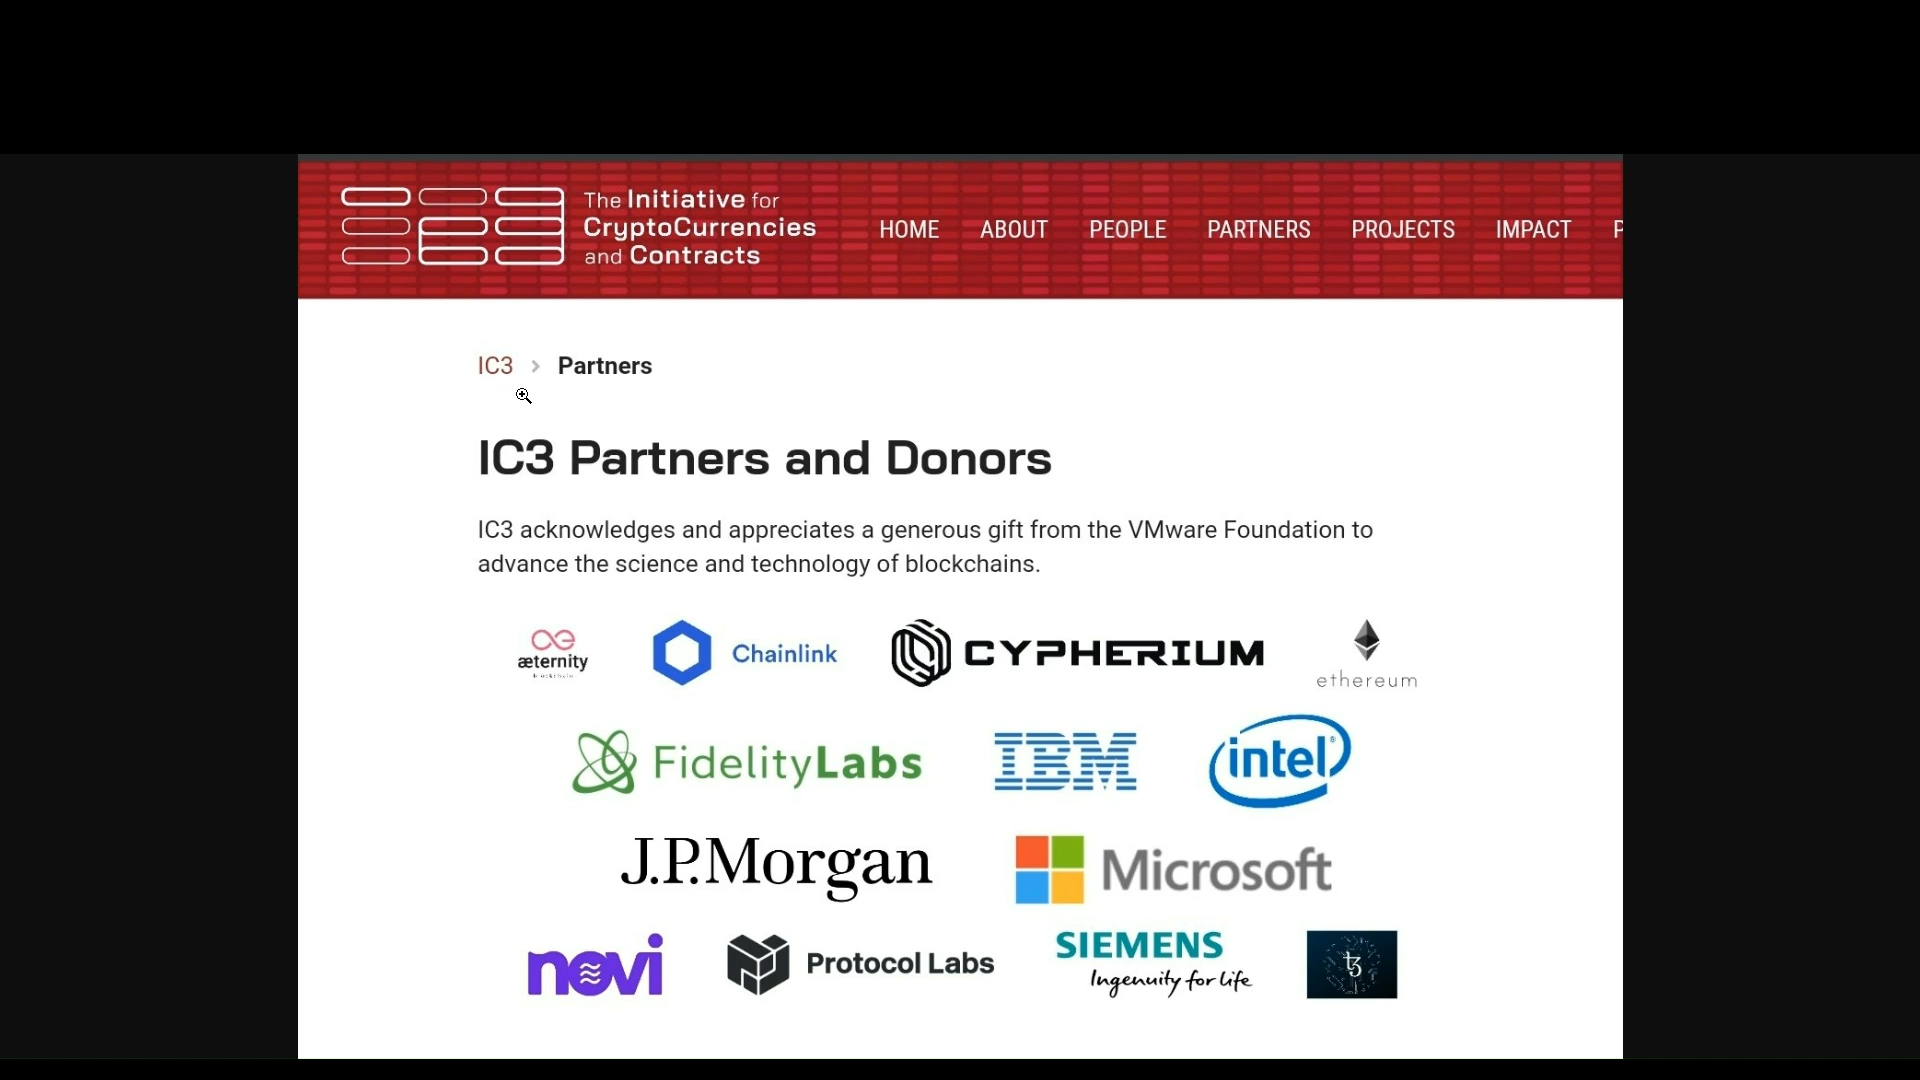 The Initiative for
CryptoCurrencies
and Contracts
HOME ABOUT PEOPLE PARTNERS PROJECTS IMPACT P
IC3 > Partners
IC3 Partners and Donors
IC3 acknowledges and appreciates a generous gift from the VMware Foundation to
advance the science and technology of blockchains.
æternity
blockchain
Chainlink
CYPHERIUM
ethereum
FidelityLabs
IBM
intel®
J.P.Morgan
Microsoft
novi
Protocol Labs
SIEMENS
Ingenuity for life